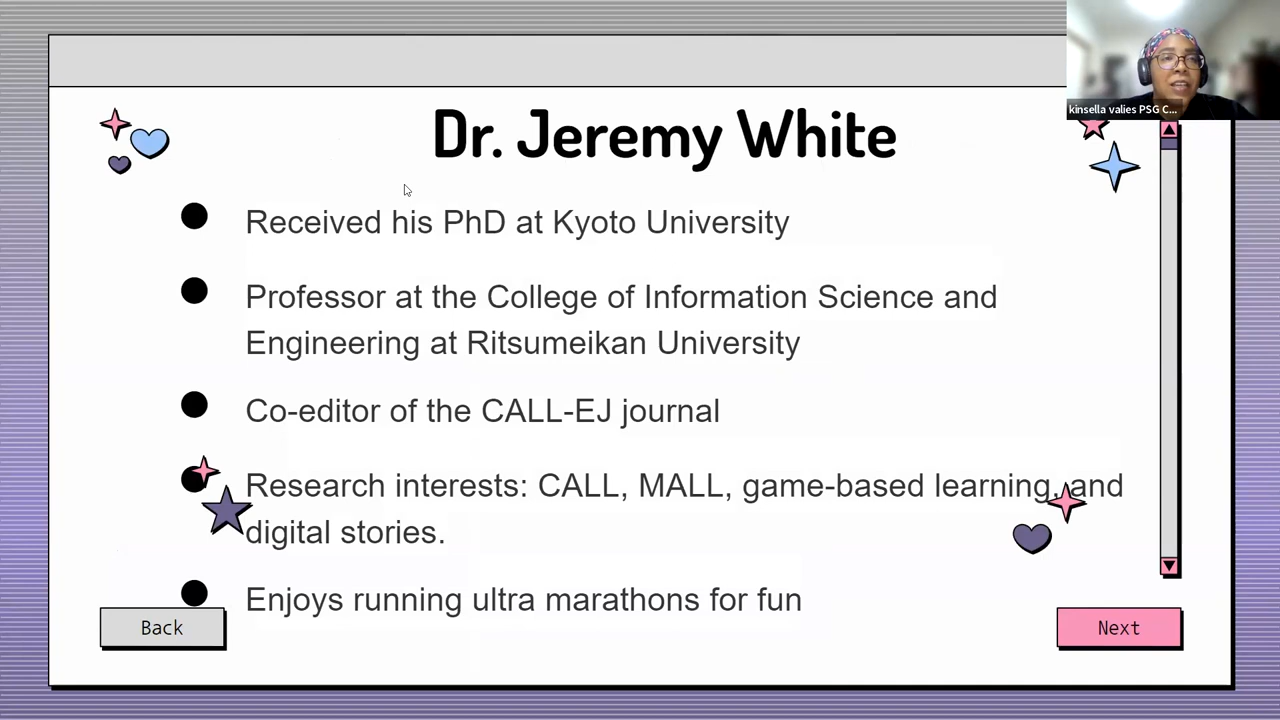 kinsella valies PSG C...
Dr. Jeremy White
Received his PhD at Kyoto University
Professor at the College of Information Science and
Engineering at Ritsumeikan University
Co-editor of the CALL-EJ journal
Research interests: CALL, MALL, game-based learning, and
digital stories.
Enjoys running ultra marathons for fun
Back
Next